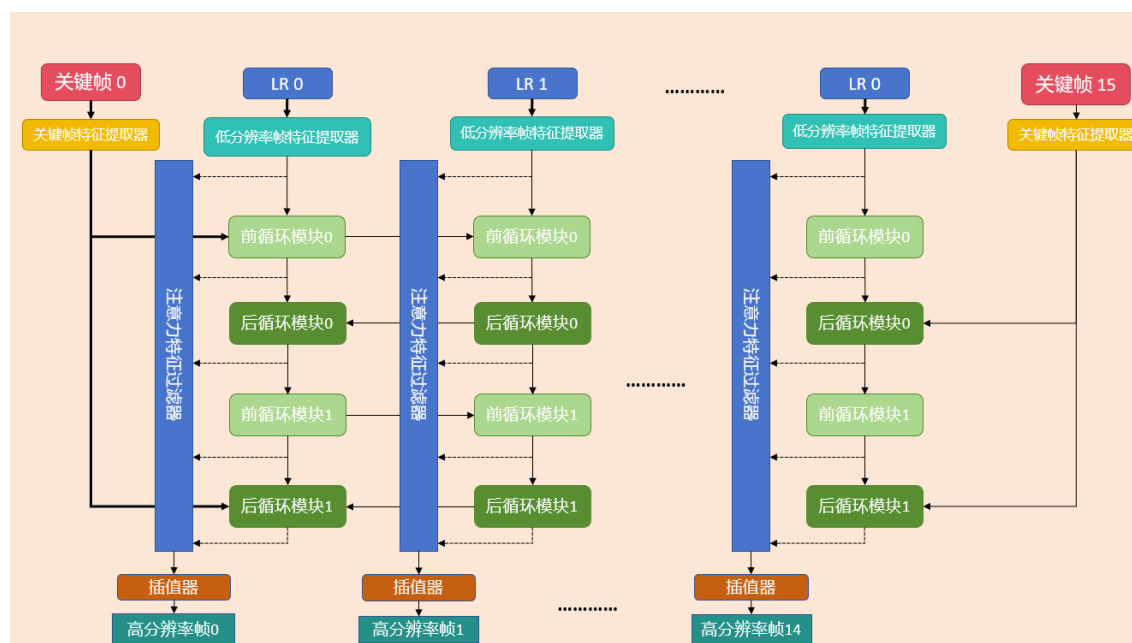 关键帧 0
LR 0
LR 1
…………
LR 0
关键帧 15
关键帧特征提取器
低分辨率帧特征提取器
低分辨率帧特征提取器
低分辨率帧特征提取器
关键帧特征提取器
前循环模块0
前循环模块0
前循环模块0
注意力特征过滤器
注意力特征过滤器
注意力特征过滤器
后循环模块0
后循环模块0
后循环模块0
…………
前循环模块1
前循环模块1
前循环模块1
后循环模块1
后循环模块1
后循环模块1
插值器
插值器
插值器
…………
高分辨率帧0
高分辨率帧1
高分辨率帧14